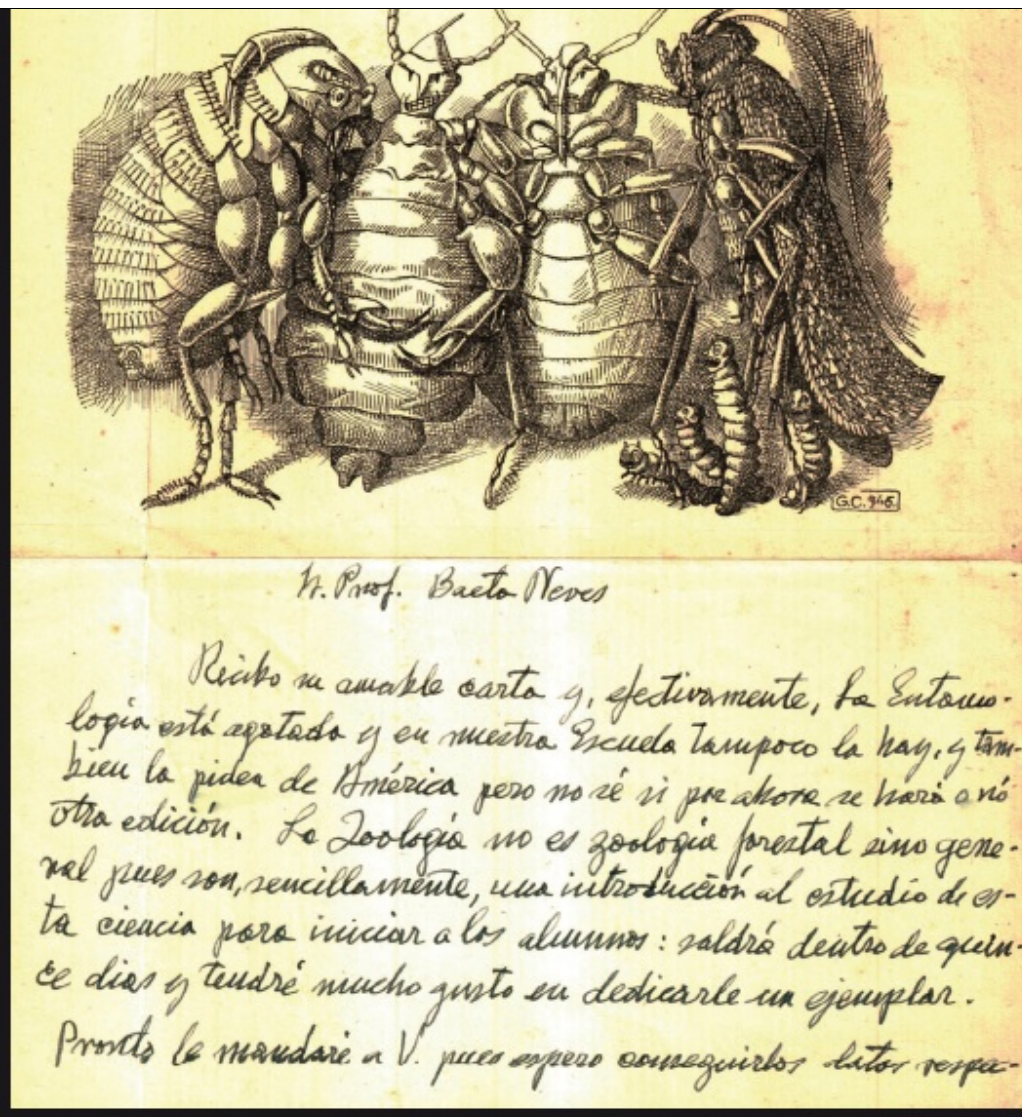 G.C. 946.
Sr. Prof. Baeta Neves
Recibo su amable carta y, efectivamente, La Entomo-
logía está agotada y en nuestra Escuela tampoco la hay, y tam-
bien la piden de América pero no sé si por ahora se hará o nó
otra edición. La Zoología no es zoologia forestal sino gene-
ral pues son, sencillamente, una introducción al estudio de es-
ta ciencia para iniciar a los alumnos: saldrá dentro de quin-
ce dias y tendré mucho gusto en dedicarle un ejemplar.
Pronto le mandaré a V. pues espero conseguirlos